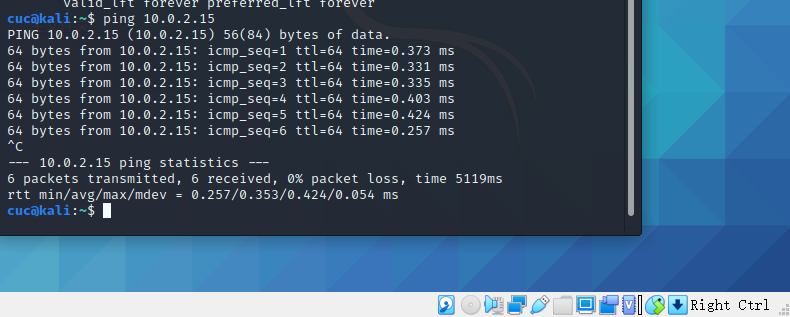 valid_lft forever preferred_lft forever
cuc@kali:~$ ping 10.0.2.15
PING 10.0.2.15 (10.0.2.15) 56(84) bytes of data.
64 bytes from 10.0.2.15: icmp_seq=1 ttl=64 time=0.373 ms
64 bytes from 10.0.2.15: icmp_seq=2 ttl=64 time=0.331 ms
64 bytes from 10.0.2.15: icmp_seq=3 ttl=64 time=0.335 ms
64 bytes from 10.0.2.15: icmp_seq=4 ttl=64 time=0.403 ms
64 bytes from 10.0.2.15: icmp_seq=5 ttl=64 time=0.424 ms
64 bytes from 10.0.2.15: icmp_seq=6 ttl=64 time=0.257 ms
^C
--- 10.0.2.15 ping statistics ---
6 packets transmitted, 6 received, 0% packet loss, time 5119ms
rtt min/avg/max/mdev = 0.257/0.353/0.424/0.054 ms
cuc@kali:~$
Right Ctrl